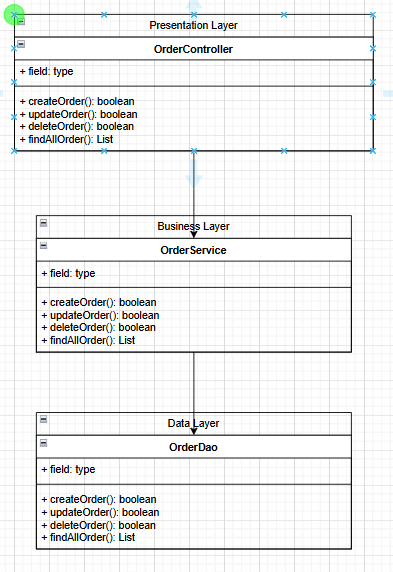 Presentation Layer
OrderController
+ field: type
+ createOrder(): boolean
+ updateOrder(): boolean
+ deleteOrder(): boolean
+ findAllOrder(): List
Business Layer
OrderService
+ field: type
+ createOrder(): boolean
+ updateOrder(): boolean
+ deleteOrder(): boolean
+ findAllOrder(): List
Data Layer
OrderDao
+ field: type
+ createOrder(): boolean
+ updateOrder(): boolean
+ deleteOrder(): boolean
+ findAllOrder(): List